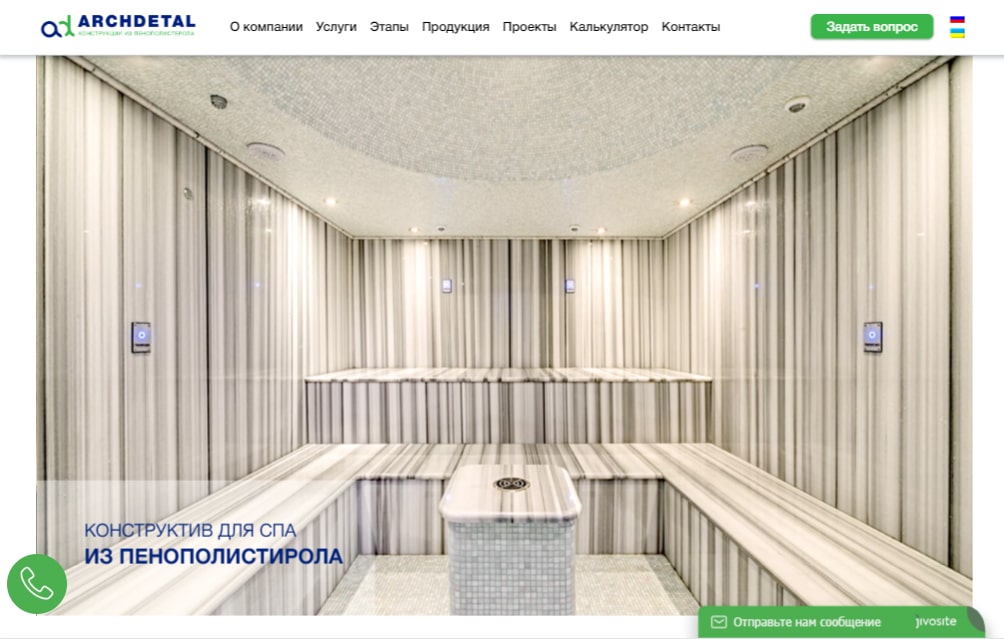 ARCHDETAL
КОНСТРУКЦИИ ИЗ ПЕНОПОЛИСТЕРОЛА
О компании Услуги Этапы Продукция Проекты Калькулятор Контакты
Задать вопрос
КОНСТРУКТИВ ДЛЯ СПА
ИЗ ПЕНОПОЛИСТИРОЛА
Отправьте нам сообщение jivosite